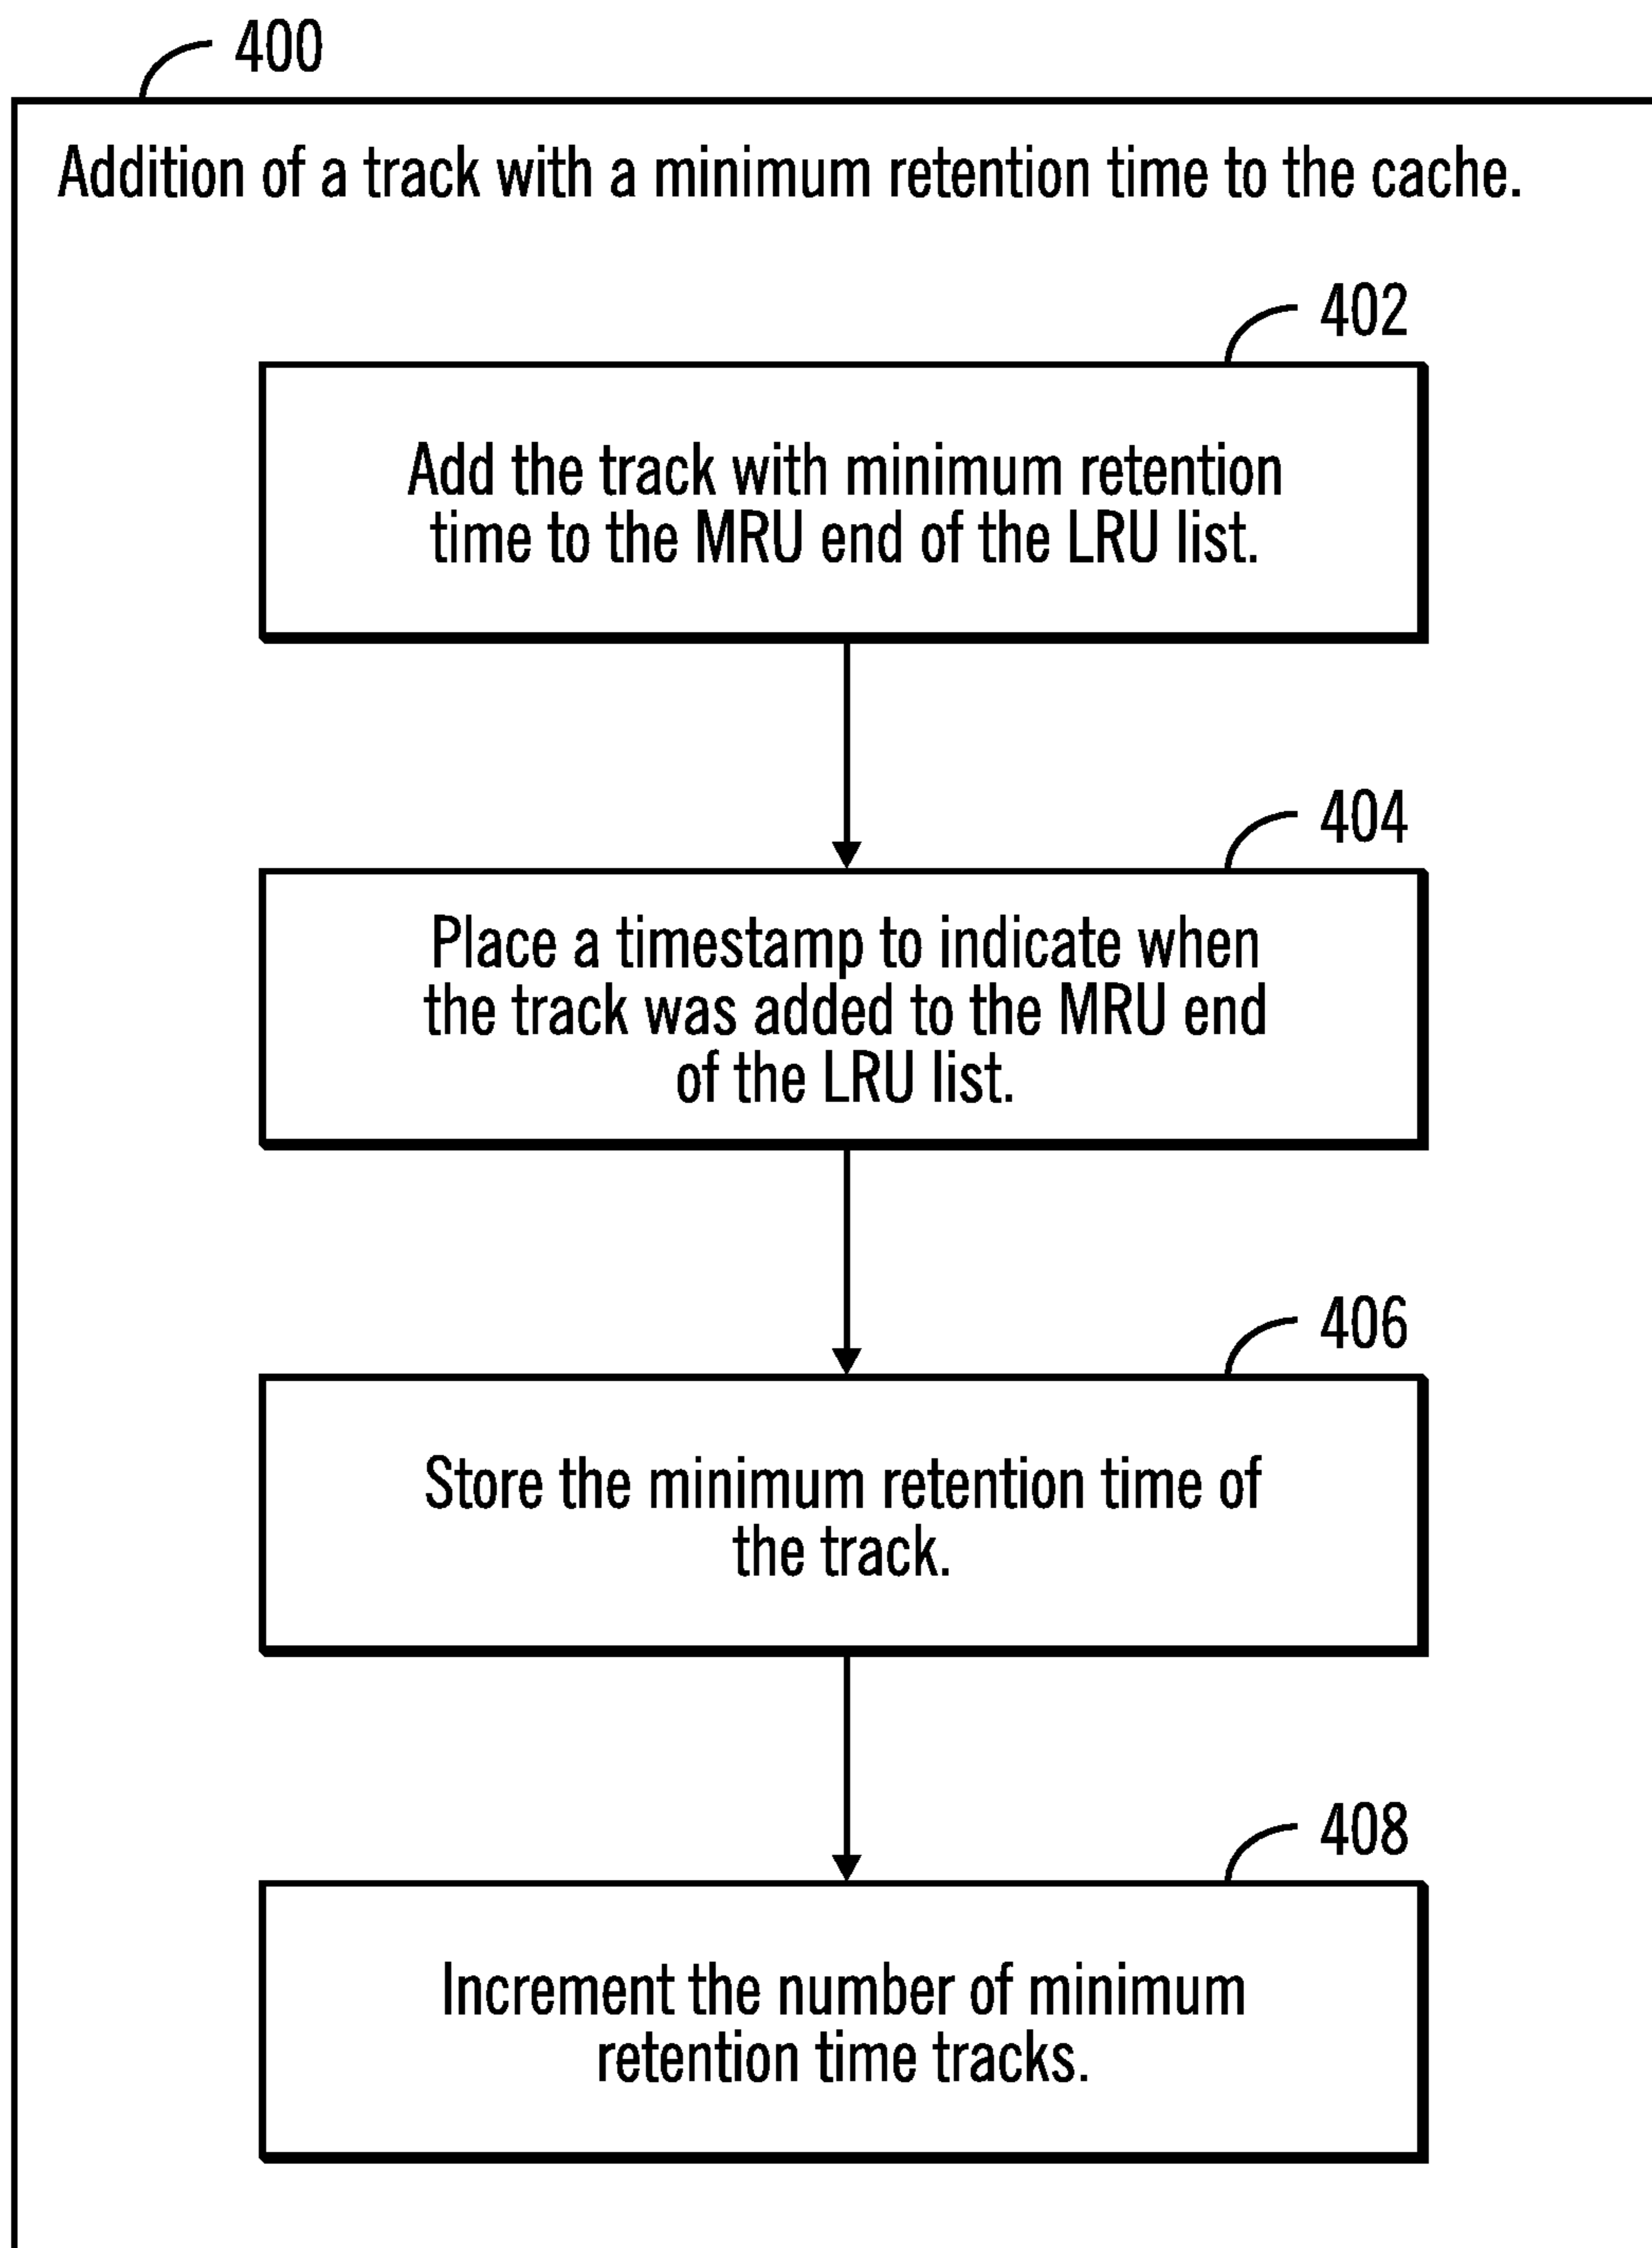 400
Addition of a track with a minimum retention time to the cache.
402
Add the track with minimum retention
time to the MRU end of the LRU list.
404
Place a timestamp to indicate when
the track was added to the MRU end
of the LRU list.
406
Store the minimum retention time of
the track.
408
Increment the number of minimum
retention time tracks.